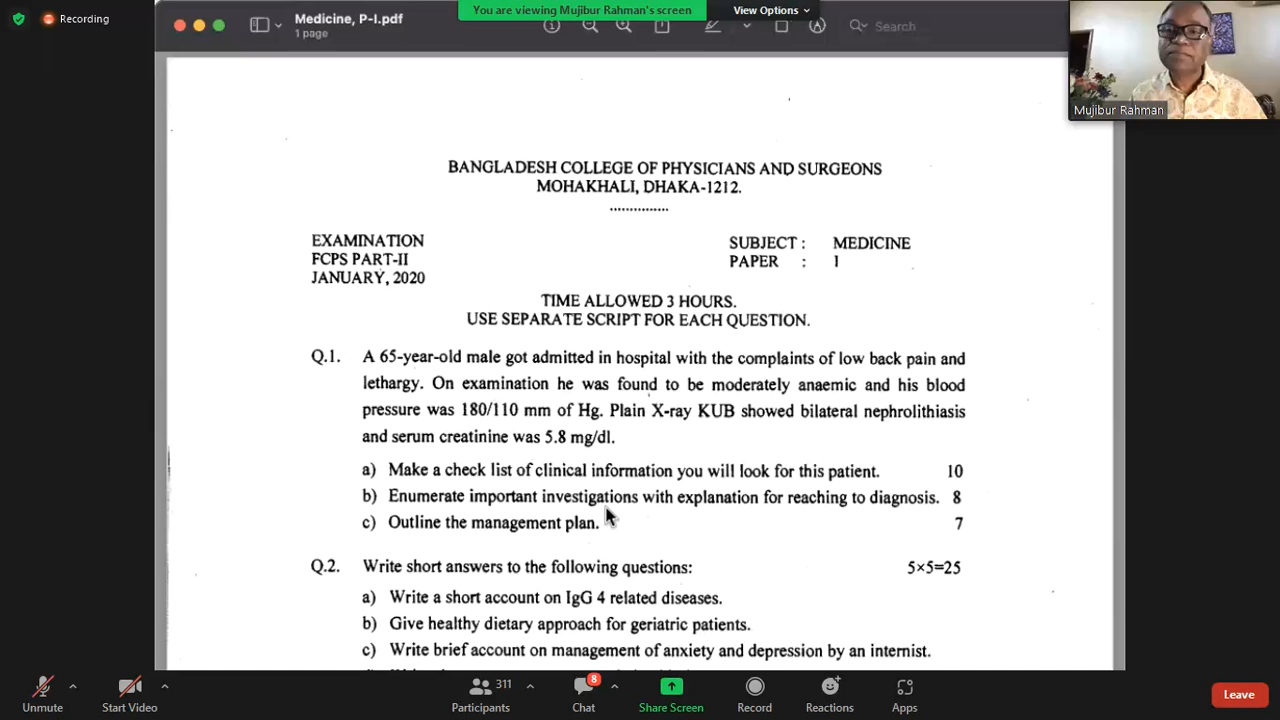 Recording
Medicine, P-I.pdf
1 page
You are viewing Mujibur Rahman's screen
View Options
Search
Mujibur Rahman
BANGLADESH COLLEGE OF PHYSICIANS AND SURGEONS
MOHAKHALI, DHAKA-1212.
...............
EXAMINATION
FCPS PART-II
JANUARY, 2020
SUBJECT : MEDICINE
PAPER : I
TIME ALLOWED 3 HOURS.
USE SEPARATE SCRIPT FOR EACH QUESTION.
Q.1. A 65-year-old male got admitted in hospital with the complaints of low back pain and
lethargy. On examination he was found to be moderately anaemic and his blood
pressure was 180/110 mm of Hg. Plain X-ray KUB showed bilateral nephrolithiasis
and serum creatinine was 5.8 mg/dl.
a) Make a check list of clinical information you will look for this patient. 10
b) Enumerate important investigations with explanation for reaching to diagnosis. 8
c) Outline the management plan. 7
Q.2. Write short answers to the following questions: 5×5=25
a) Write a short account on IgG 4 related diseases.
b) Give healthy dietary approach for geriatric patients.
c) Write brief account on management of anxiety and depression by an internist.
Unmute
Start Video
311
Participants
8
Chat
Share Screen
Record
Reactions
Apps
Leave